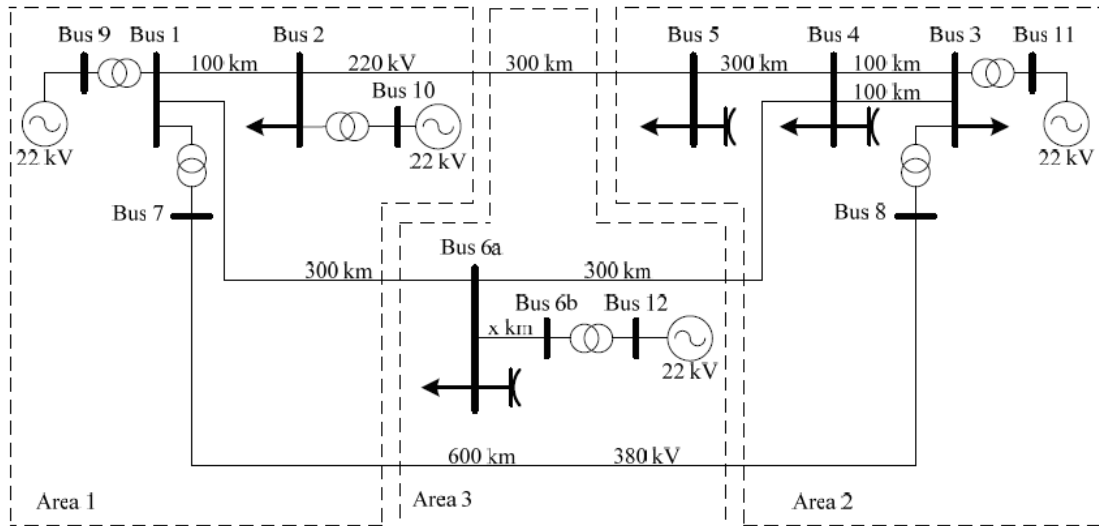 Bus 9 Bus 1 Bus 2 Bus 5 Bus 4 Bus 3 Bus 11
100 km 220 kV 300 km 300 km 100 km
Bus 10 100 km
22 kV 22 kV 22 kV
Bus 7 Bus 8
Bus 6a
300 km 300 km
Bus 6b Bus 12
x km
22 kV
600 km 380 kV
Area 1 Area 3 Area 2